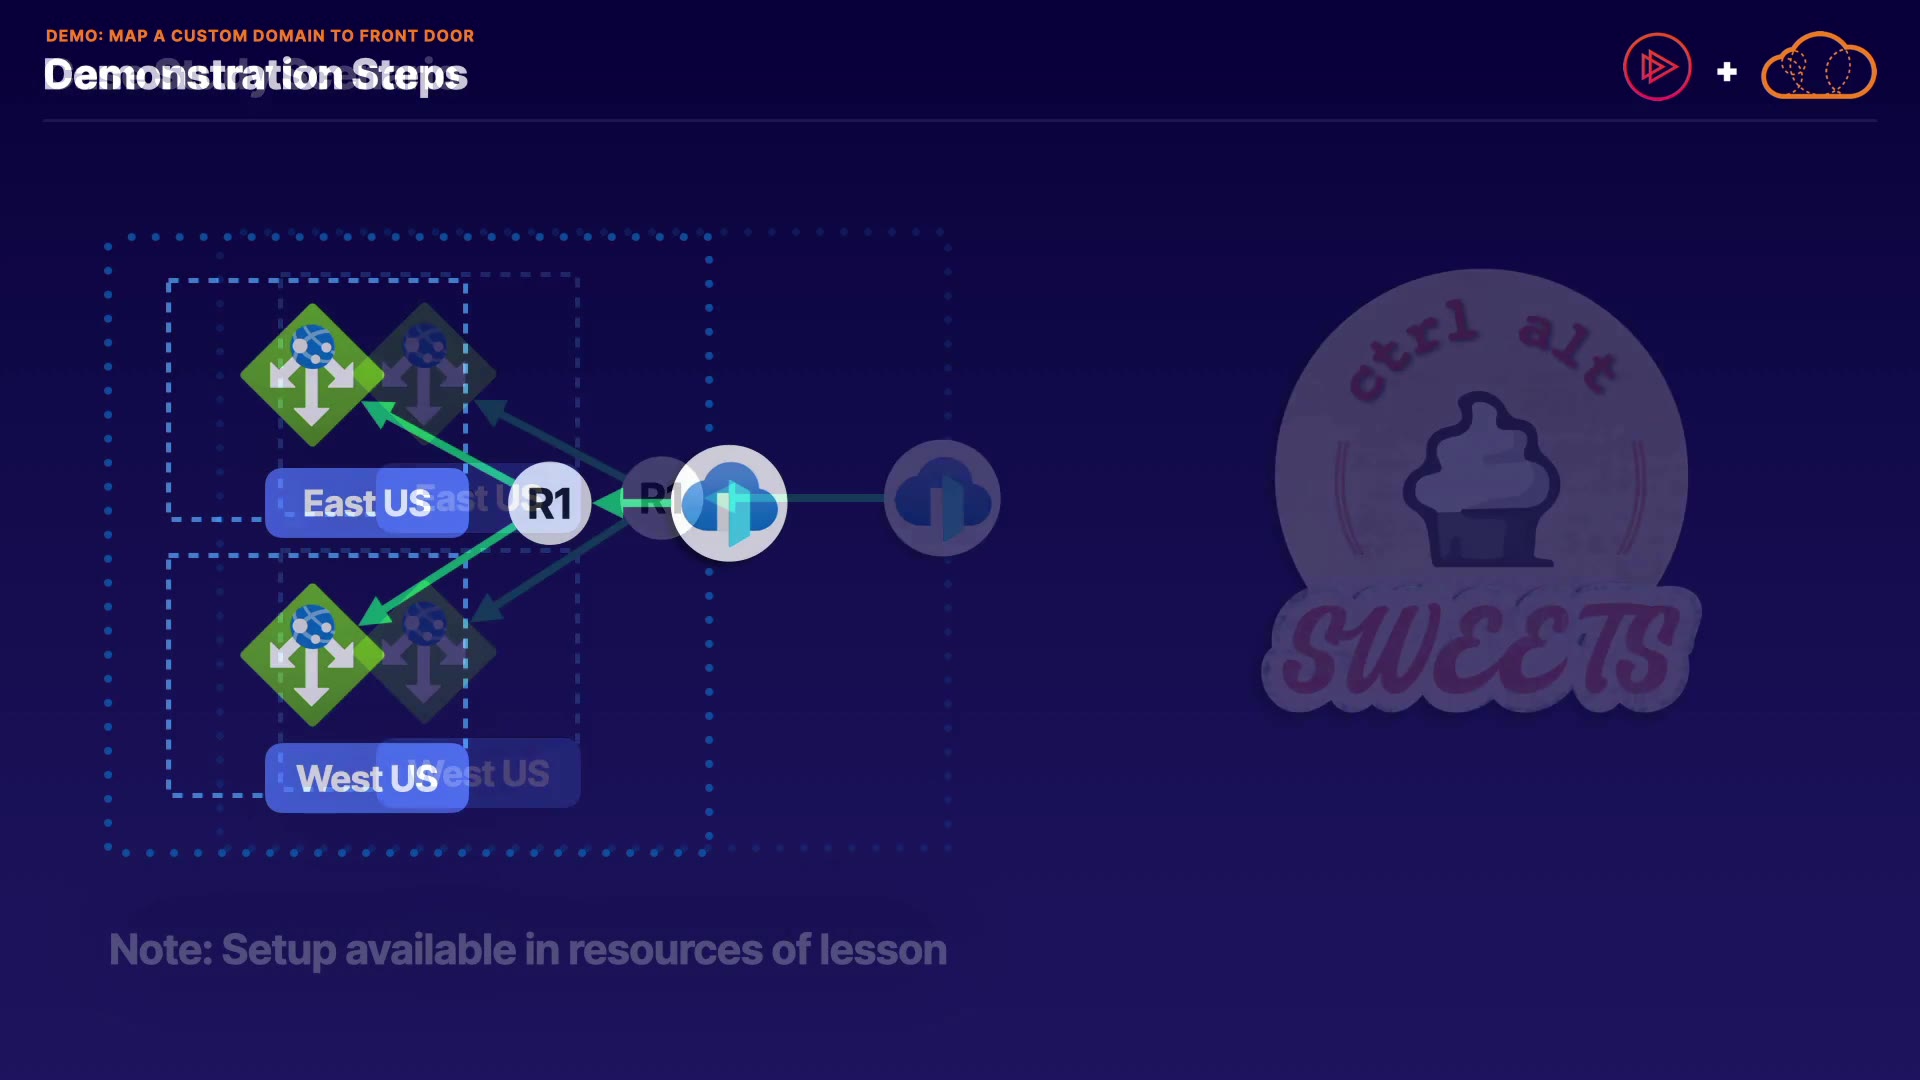 DEMO: MAP A CUSTOM DOMAIN TO FRONT DOOR
Demonstration Steps
ctrl alt
East US
East US
R1
R1
SWEETS
West US
West US
Note: Setup available in resources of lesson